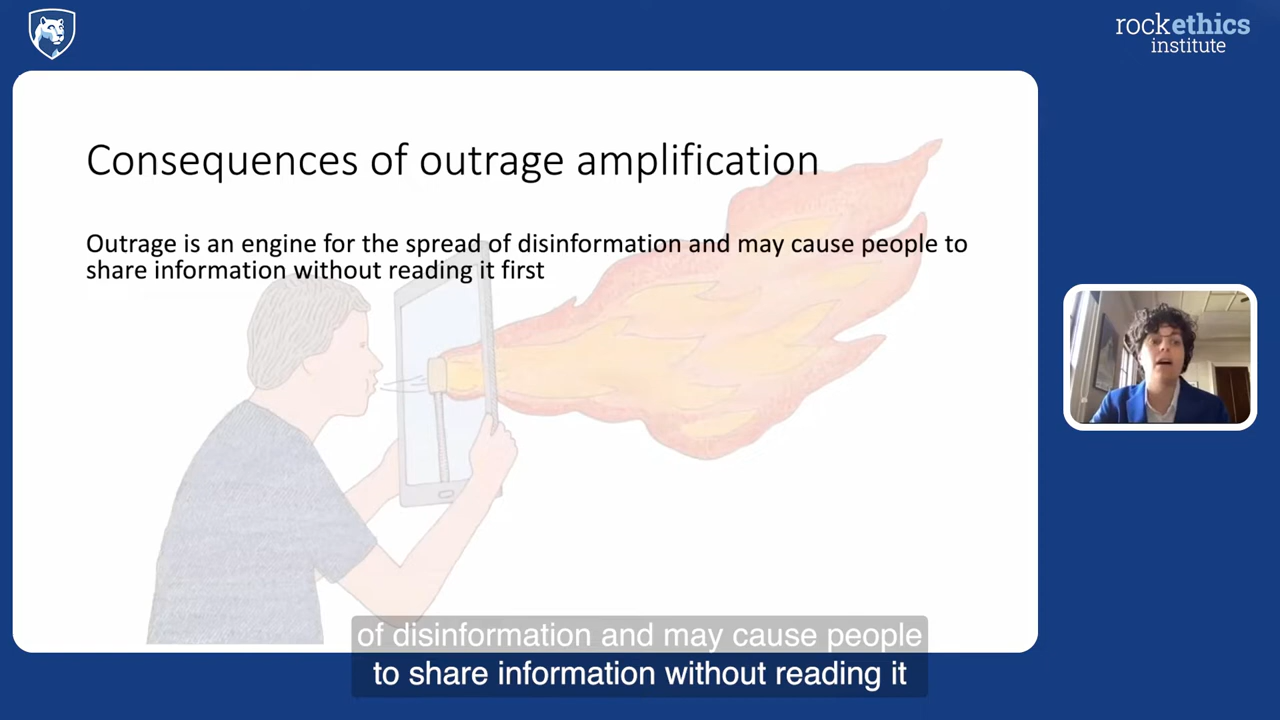 rockethics
institute
Consequences of outrage amplification
Outrage is an engine for the spread of disinformation and may cause people to
share information without reading it first
of disinformation and may cause people
to share information without reading it